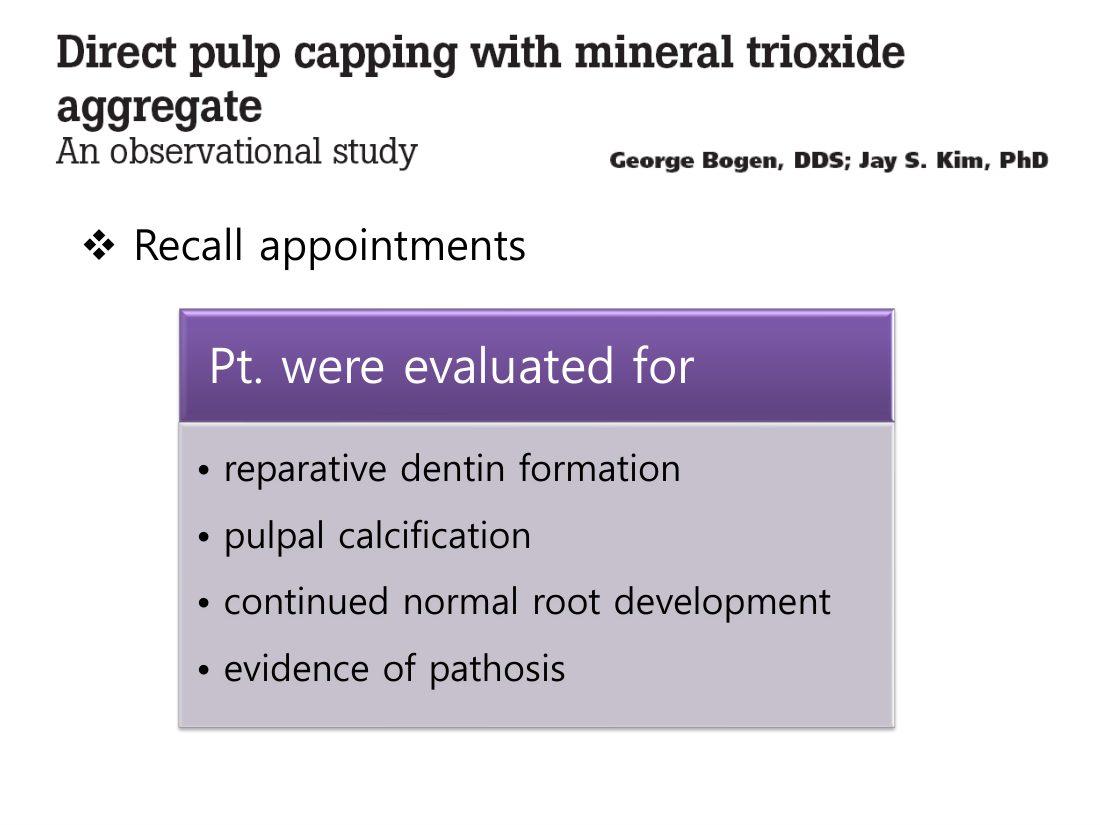 Direct pulp capping with mineral trioxide
aggregate
An observational study
George Bogen, DDS; Jay S. Kim, PhD
❖ Recall appointments
Pt. were evaluated for
• reparative dentin formation
• pulpal calcification
• continued normal root development
• evidence of pathosis